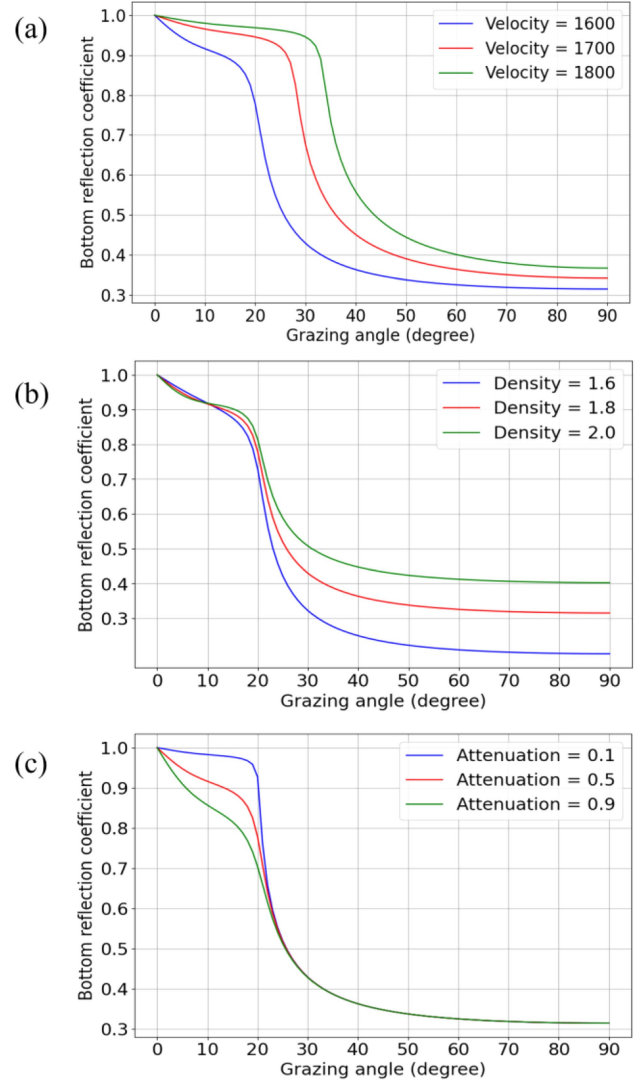 (a)
Bottom reflection coefficient
1.0
0.9
0.8
0.7
0.6
0.5
0.4
0.3
Velocity = 1600
Velocity = 1700
Velocity = 1800
0 10 20 30 40 50 60 70 80 90
Grazing angle (degree)
(b)
Bottom reflection coefficient
1.0
0.9
0.8
0.7
0.6
0.5
0.4
0.3
Density = 1.6
Density = 1.8
Density = 2.0
0 10 20 30 40 50 60 70 80 90
Grazing angle (degree)
(c)
Bottom reflection coefficient
1.0
0.9
0.8
0.7
0.6
0.5
0.4
0.3
Attenuation = 0.1
Attenuation = 0.5
Attenuation = 0.9
0 10 20 30 40 50 60 70 80 90
Grazing angle (degree)